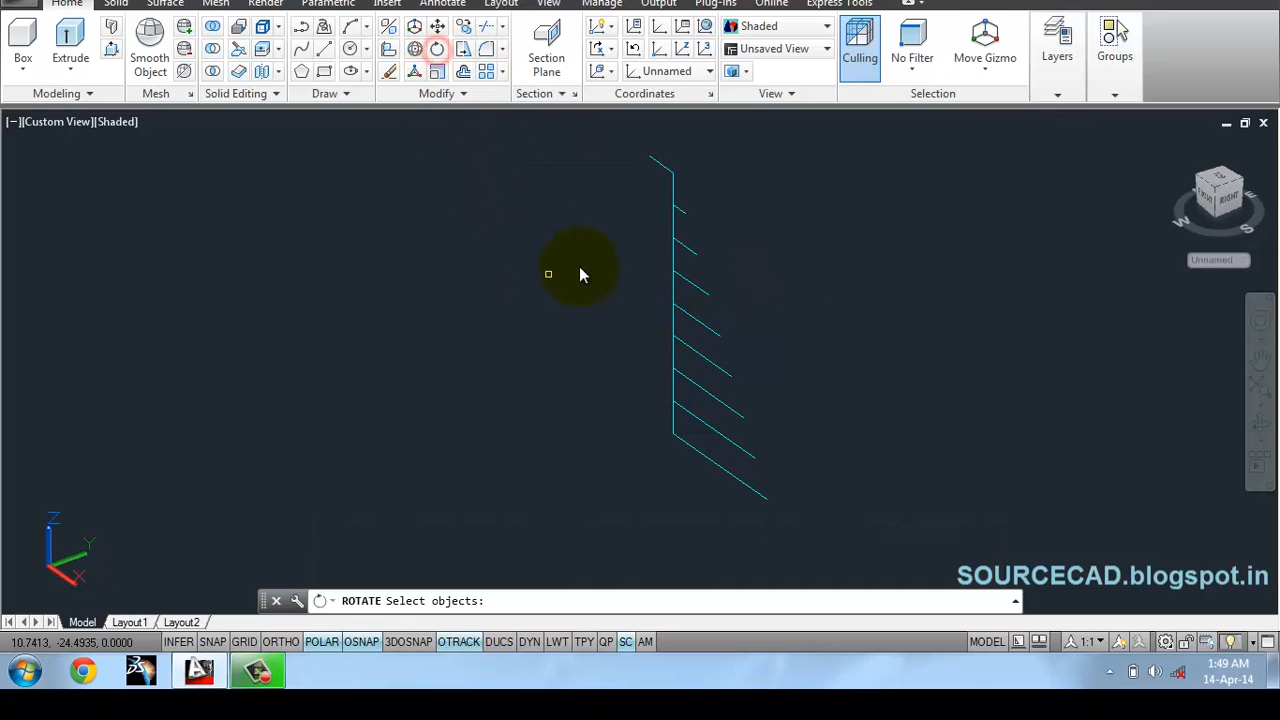 Home Solid Surface Mesh Render Parametric Insert Annotate Layout View Manage Output Plug-ins Online Express Tools
Box Extrude Smooth Object Section Plane Shaded Unsaved View Unnamed Culling No Filter Move Gizmo Layers Groups
Modeling Mesh Solid Editing Draw Modify Section Coordinates View Selection
[−][Custom View][Shaded]
RIGHT
W S E
Unnamed
Z
Y
X
SOURCECAD.blogspot.in
ROTATE Select objects:
Model Layout1 Layout2
10.7413, -24.4935, 0.0000 INFER SNAP GRID ORTHO POLAR OSNAP 3DOSNAP OTRACK DUCS DYN LWT TPY QP SC AM MODEL 1:1
1:49 AM
14-Apr-14